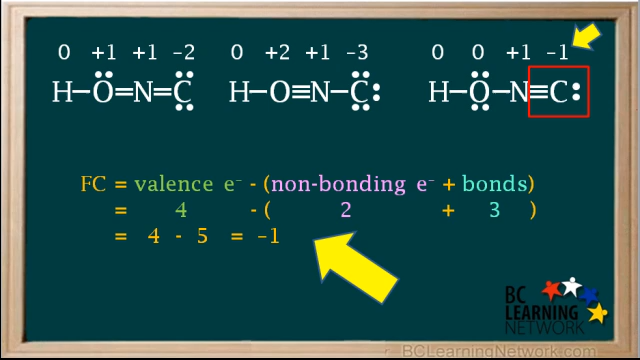 0 +1 +1 –2 0 +2 +1 –3 0 0 +1 –1
H–Ö=N=C̈ H–O≡N–C̈: H–Ö–N≡C:
FC = valence e⁻ - (non-bonding e⁻ + bonds)
= 4 - ( 2 + 3 )
= 4 - 5 = –1
BC
LEARNING
NETWORK
BCLearningNetwork.com